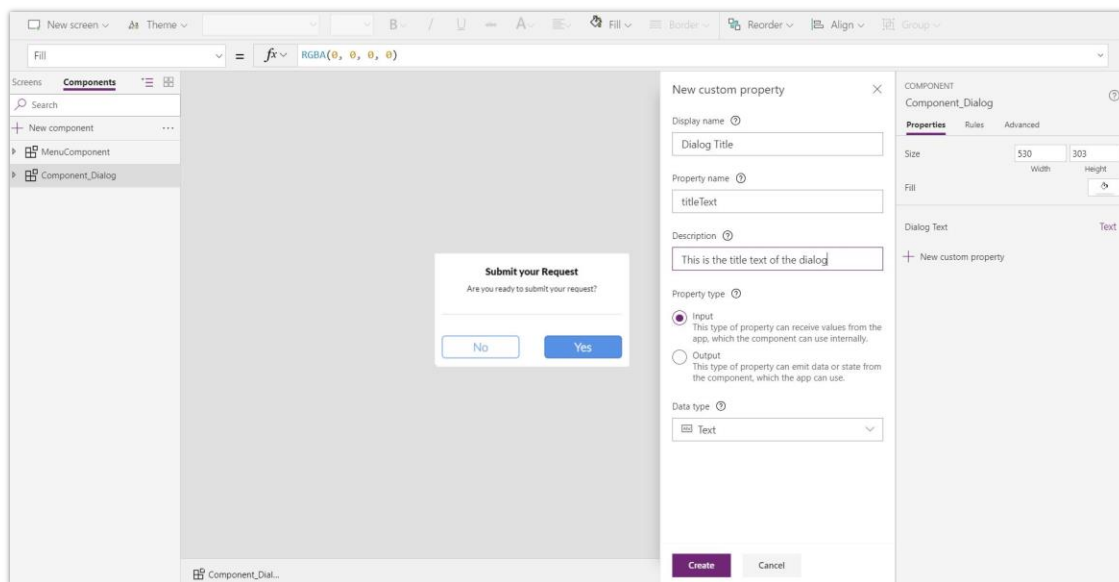 New screen
Theme
B
/
U
abc
A
Fill
Border
Reorder
Align
Group
Fill
=
fx
RGBA(0, 0, 0, 0)
Screens
Components
Search
New component
...
MenuComponent
Component_Dialog
Submit your Request
Are you ready to submit your request?
No
Yes
Component_Dial...
New custom property
Display name
Dialog Title
Property name
titleText
Description
This is the title text of the dialog
Property type
Input
This type of property can receive values from the
app, which the component can use internally.
Output
This type of property can emit data or state from
the component, which the app can use.
Data type
Text
Create
Cancel
COMPONENT
Component_Dialog
Properties
Rules
Advanced
Size
530
303
Width
Height
Fill
Dialog Text
Text
New custom property